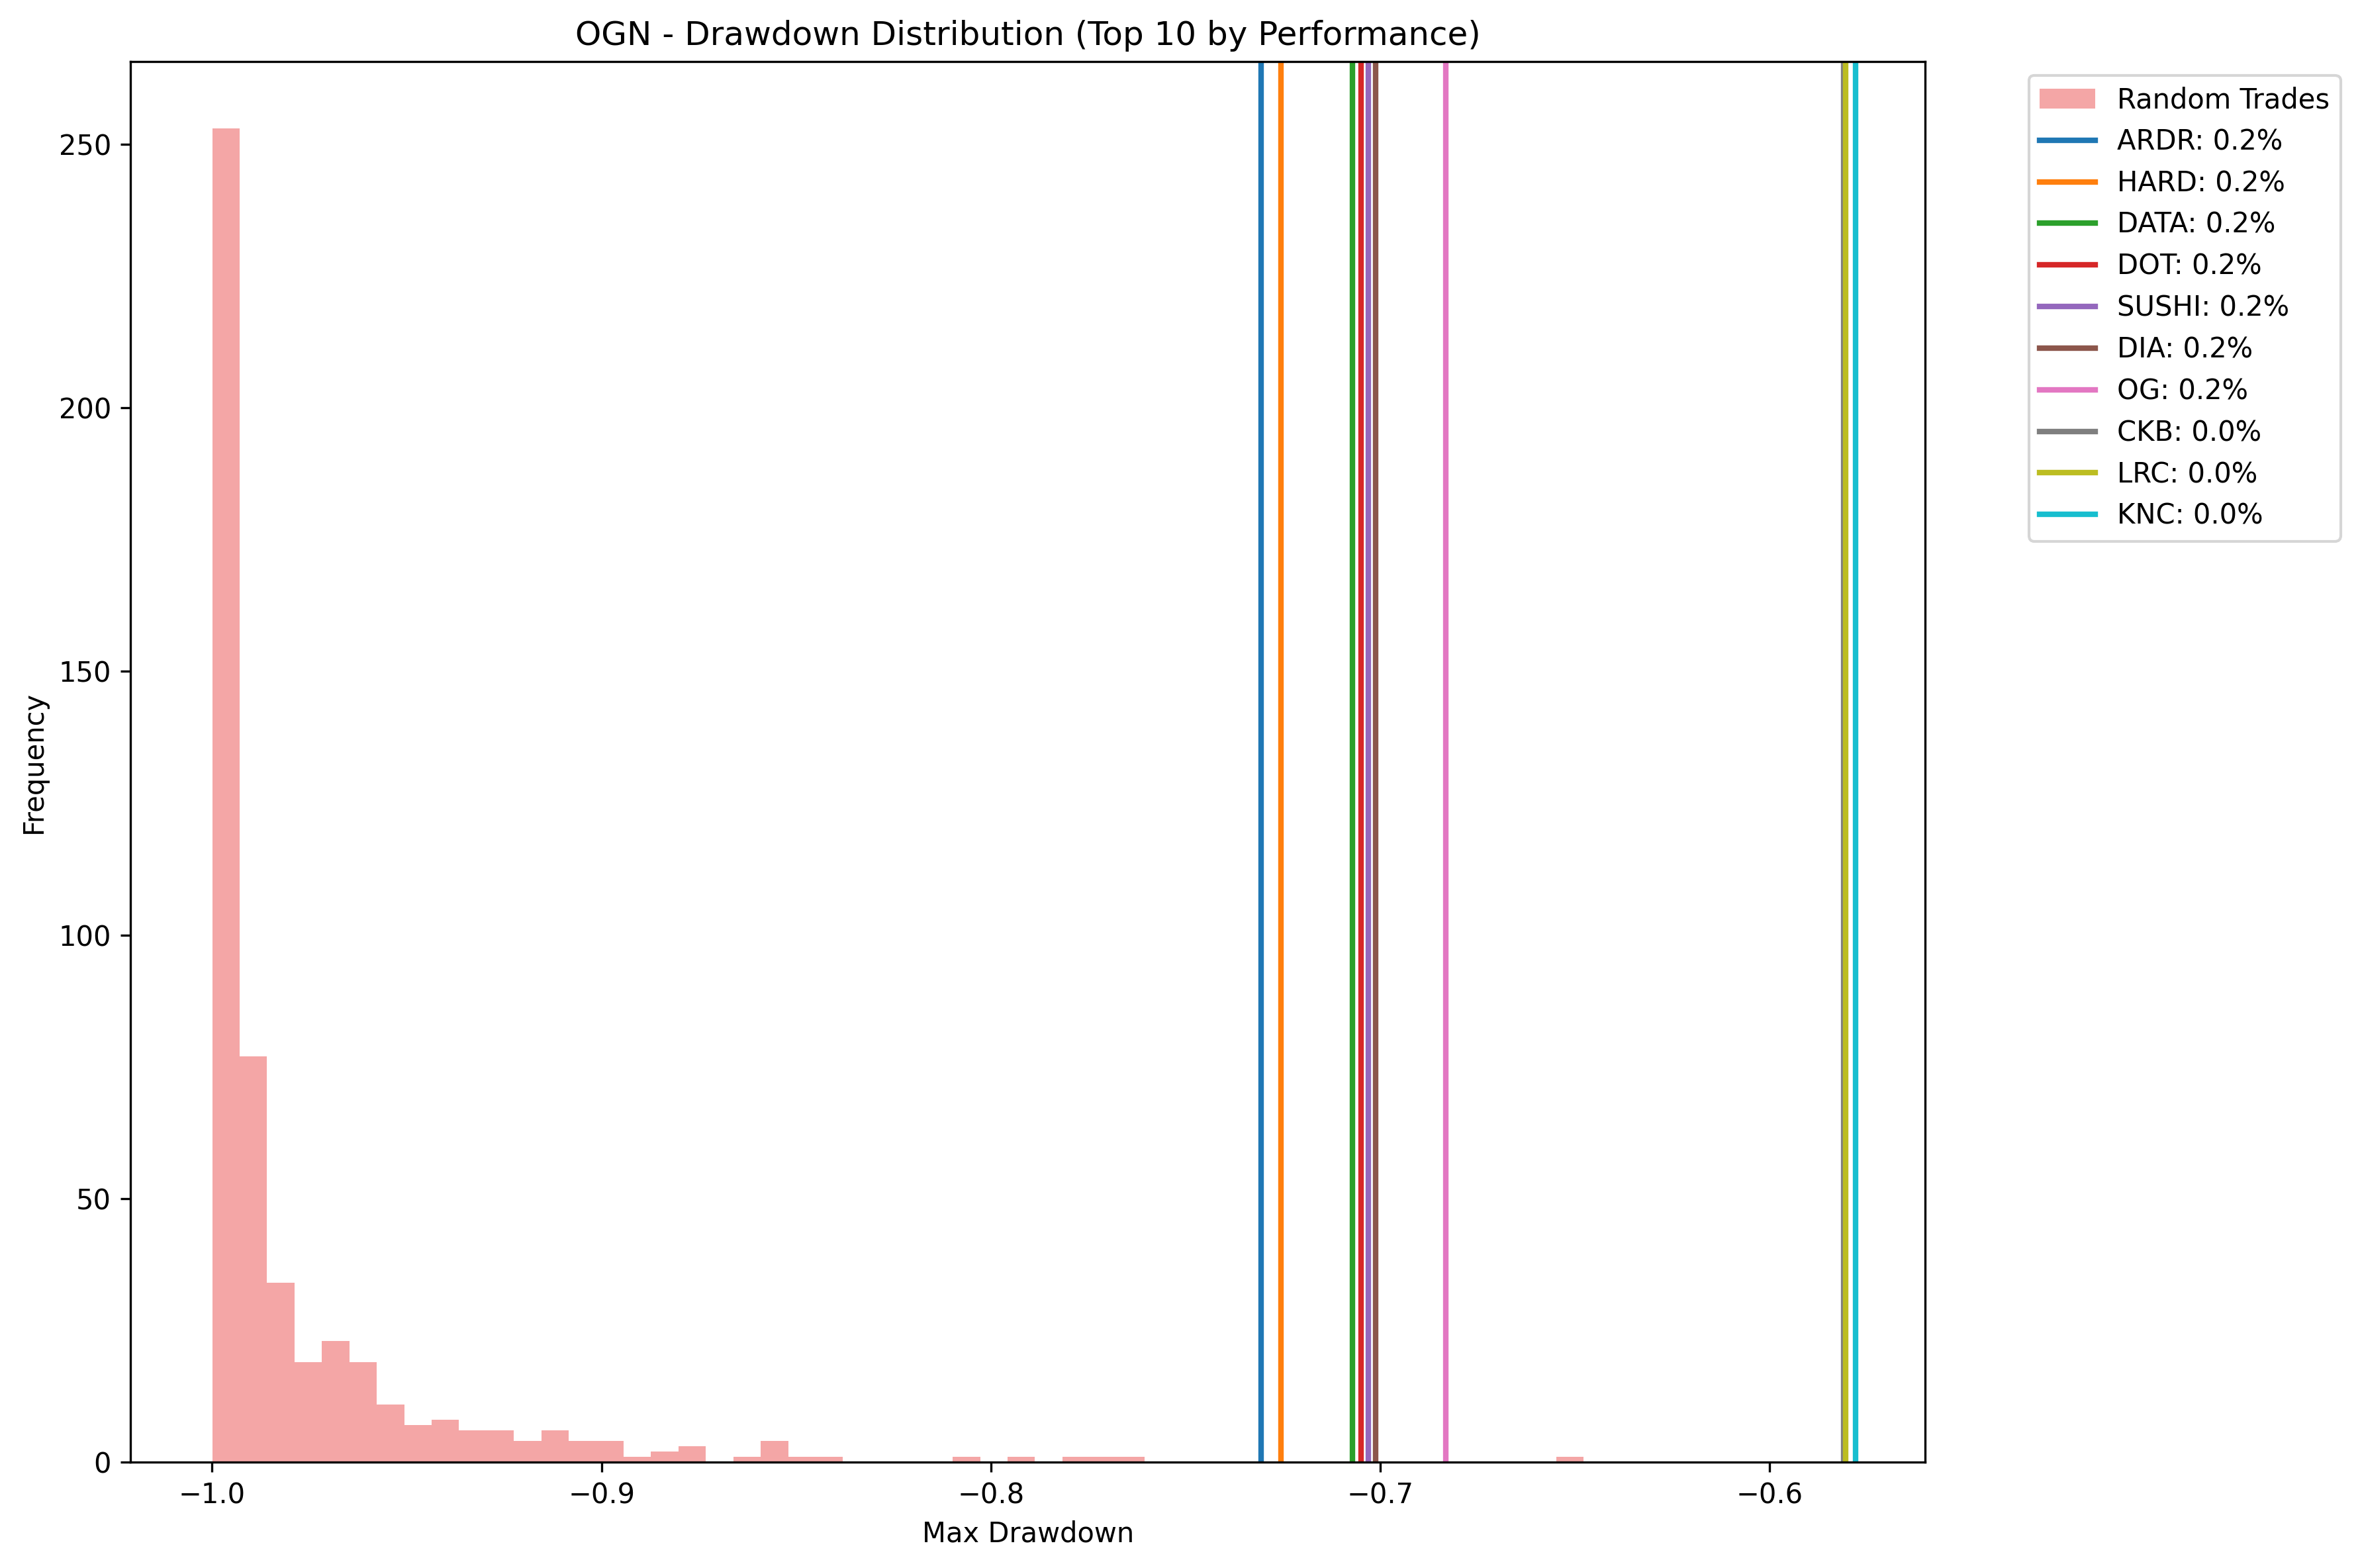 OGN - Drawdown Distribution (Top 10 by Performance)
Random Trades
ARDR: 0.2%
HARD: 0.2%
DATA: 0.2%
DOT: 0.2%
SUSHI: 0.2%
DIA: 0.2%
OG: 0.2%
CKB: 0.0%
LRC: 0.0%
KNC: 0.0%
Frequency
250
200
150
100
50
0
−1.0
−0.9
−0.8
−0.7
−0.6
Max Drawdown